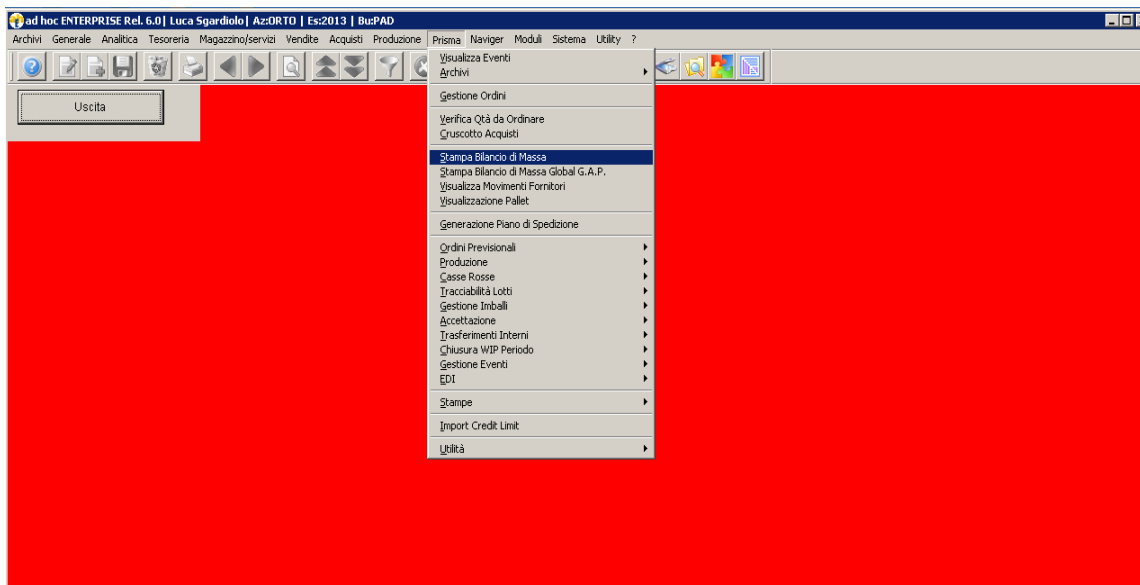 ad hoc ENTERPRISE Rel. 6.0| Luca Sgardiolo| Az:ORTO | Es:2013 | Bu:PAD
Archivi Generale Analitica Tesoreria Magazzino/servizi Vendite Acquisti Produzione Prisma Naviger Moduli Sistema Utility ?
Uscita
Visualizza Eventi
Archivi
Gestione Ordini
Verifica Qtà da Ordinare
Cruscotto Acquisti
Stampa Bilancio di Massa
Stampa Bilancio di Massa Global G.A.P.
Visualizza Movimenti Fornitori
Visualizzazione Pallet
Generazione Piano di Spedizione
Ordini Previsionali
Produzione
Casse Rosse
Tracciabilità Lotti
Gestione Imballi
Accettazione
Trasferimenti Interni
Chiusura WIP Periodo
Gestione Eventi
EDI
Stampe
Import Credit Limit
Utilità